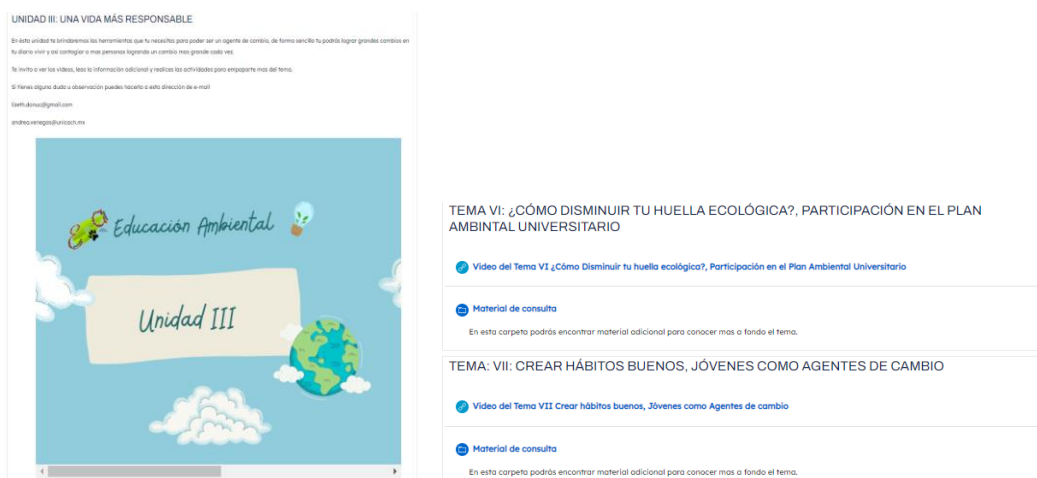 UNIDAD III: UNA VIDA MÁS RESPONSABLE
En ésta unidad te brindaremos las herramientas que tu necesitas para poder ser un agente de cambio, de forma sencilla tu podrás lograr grandes cambios en
tu diario vivir y así contagiar a mas personas logrando un cambio mas grande cada vez.
Te invito a ver los videos, leas la información adicional y realices las actividades para empaparte mas del tema.
Si tienes alguna duda u observación puedes hacerla a esta dirección de e-mail
andrea.venegas@unicach.mx
Educación Ambiental
Unidad III
TEMA VI: ¿CÓMO DISMINUIR TU HUELLA ECOLÓGICA?, PARTICIPACIÓN EN EL PLAN
AMBINTAL UNIVERSITARIO
Video del Tema VI ¿Cómo Disminuir tu huella ecológica?, Participación en el Plan Ambiental Universitario
Material de consulta
En esta carpeta podrás encontrar material adicional para conocer mas a fondo el tema.
TEMA: VII: CREAR HÁBITOS BUENOS, JÓVENES COMO AGENTES DE CAMBIO
Video del Tema VII Crear hábitos buenos, Jóvenes como Agentes de cambio
Material de consulta
En esta carpeta podrás encontrar material adicional para conocer mas a fondo el tema.